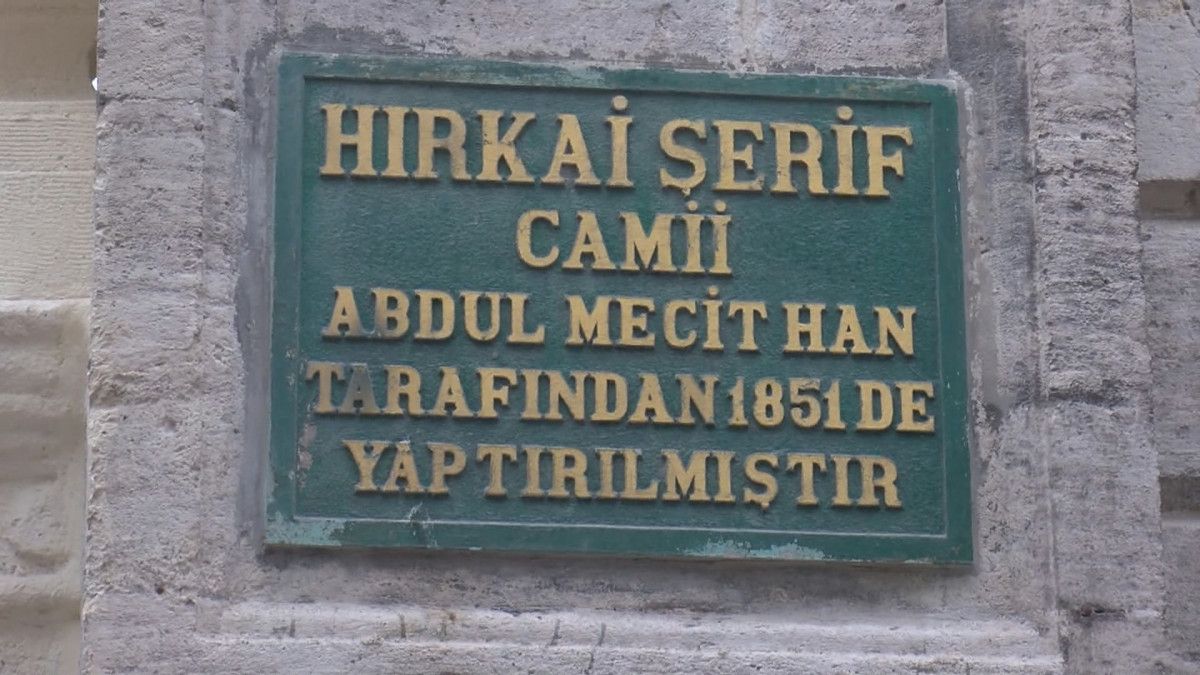 HIRKAİ ŞERİF
CAMİİ
ABDUL MECİT HAN
TARAFINDAN 1851 DE
YAPTIRILMIŞTIR